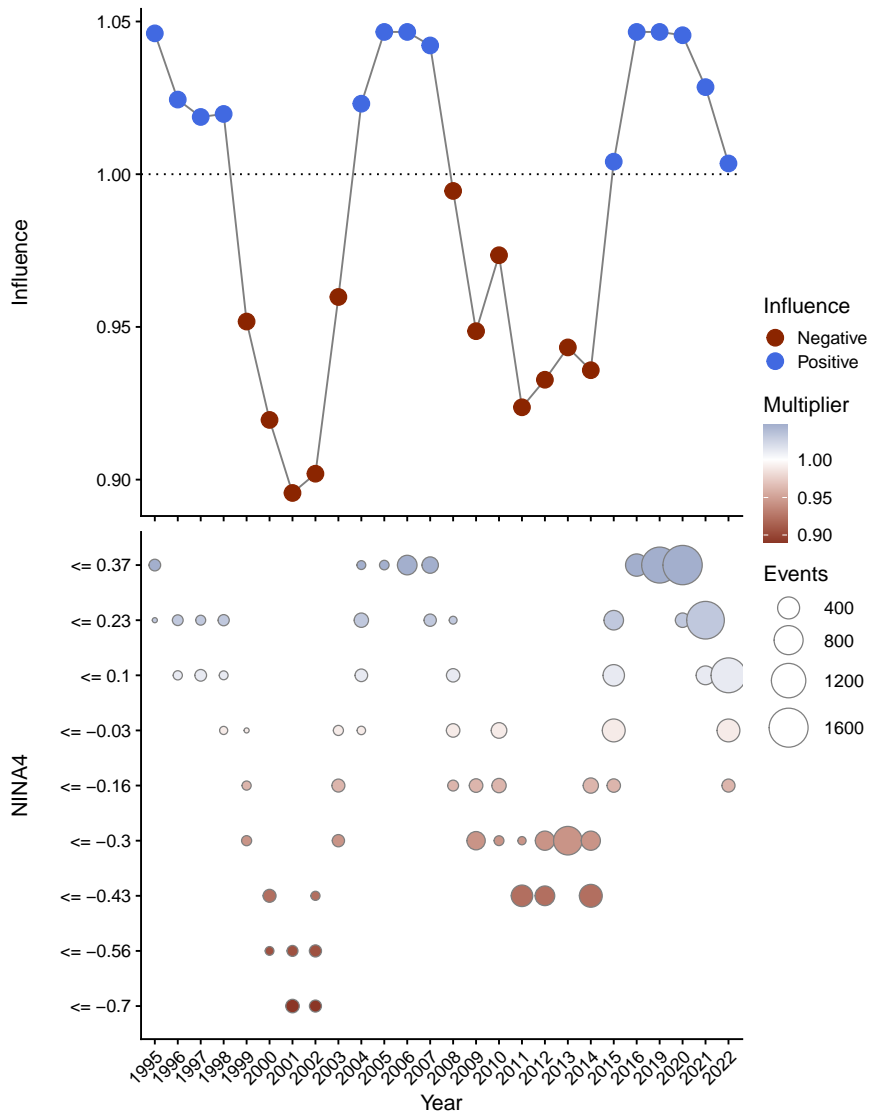 1.05
1.00
0.95
0.90
Influence
<= 0.37
<= 0.23
<= 0.1
<= −0.03
<= −0.16
<= −0.3
<= −0.43
<= −0.56
<= −0.7
NINA4
1995 1996 1997 1998 1999 2000 2001 2002 2003 2004 2005 2006 2007 2008 2009 2010 2011 2012 2013 2014 2015 2016 2019 2020 2021 2022
Year
Influence
Negative
Positive
Multiplier
1.00
0.95
0.90
Events
400
800
1200
1600